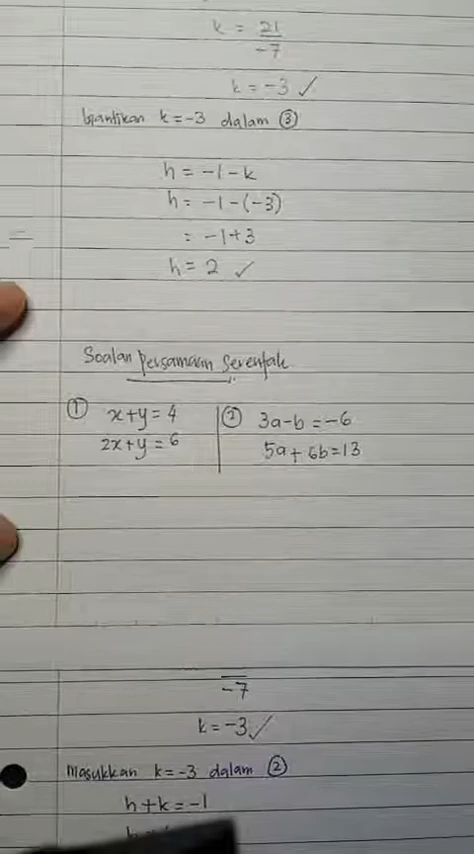 k = 21/-7
k = -3 ✓
Gantikan k = -3 dalam ③
h = -1 - k
h = -1 - (-3)
= -1 + 3
h = 2 ✓
Soalan Persamaan Serentak
① x + y = 4
2x + y = 6
② 3a - b = -6
5a + 6b = 13
-7
k = -3 ✓
Masukkan k = -3 dalam ②
h + k = -1